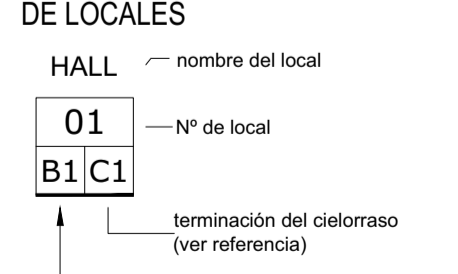 DE LOCALES
HALL
nombre del local
01
Nº de local
B1 C1
terminación del cielorraso
(ver referencia)